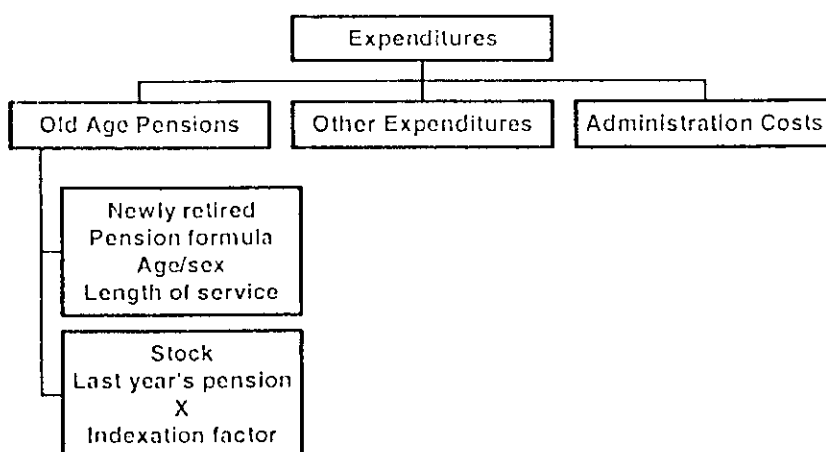 Expenditures
Old Age Pensions
Other Expenditures
Administration Costs
Newly retired
Pension formula
Age/sex
Length of service
Stock
Last year's pension
X
Indexation factor